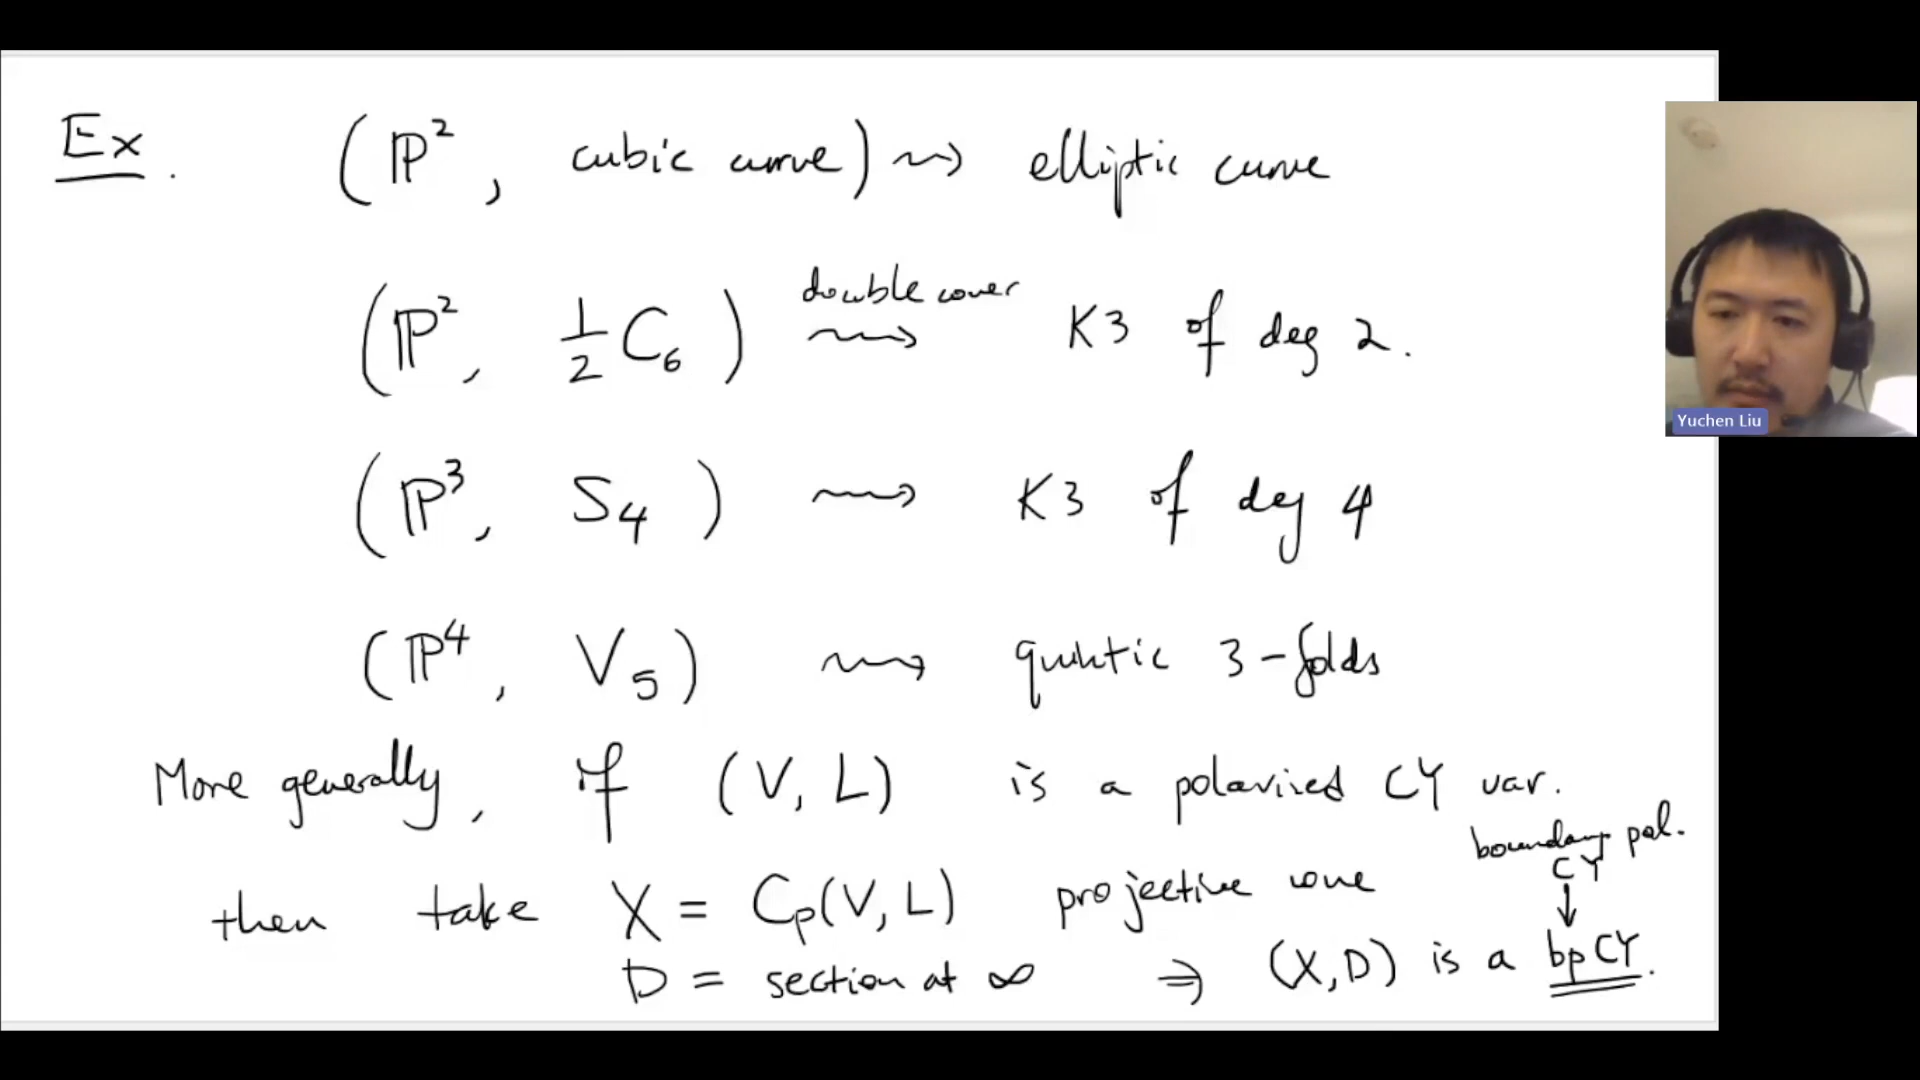 Ex. (ℙ², cubic curve) ⇝ elliptic curve
(ℙ², ½C₆) double cover ⇝ K3 of deg 2.
(ℙ³, S₄) ⇝ K3 of deg 4
(ℙ⁴, V₅) ⇝ quintic 3-folds
More generally, if (V, L) is a polarized CY var.
boundary pol.
CY
↓
then take X = Cₚ(V, L) projective cone
D = section at ∞ ⇒ (X, D) is a bpCY.
Yuchen Liu